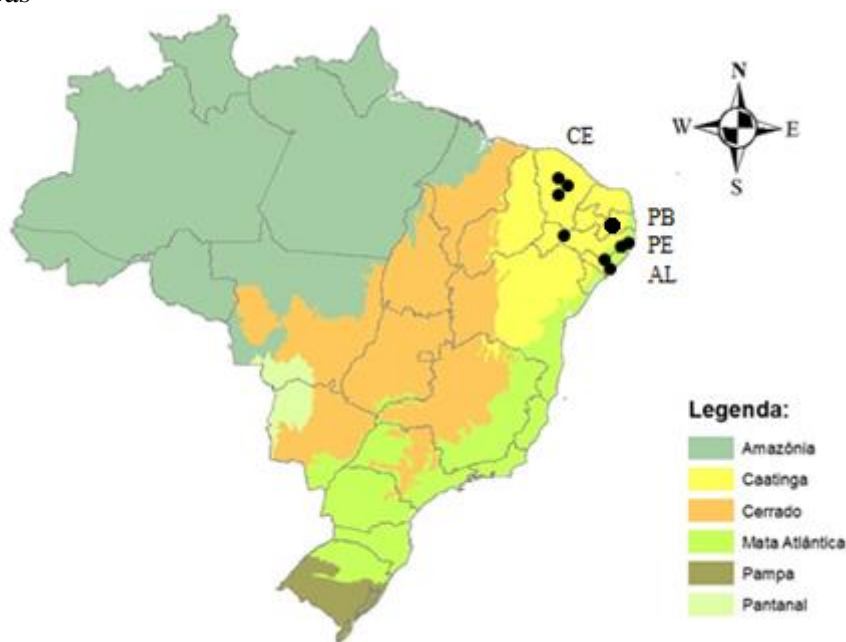 N
W E
S
CE
PB
PE
AL
Legenda:
Amazônia
Caatinga
Cerrado
Mata Atlântica
Pampa
Pantanal